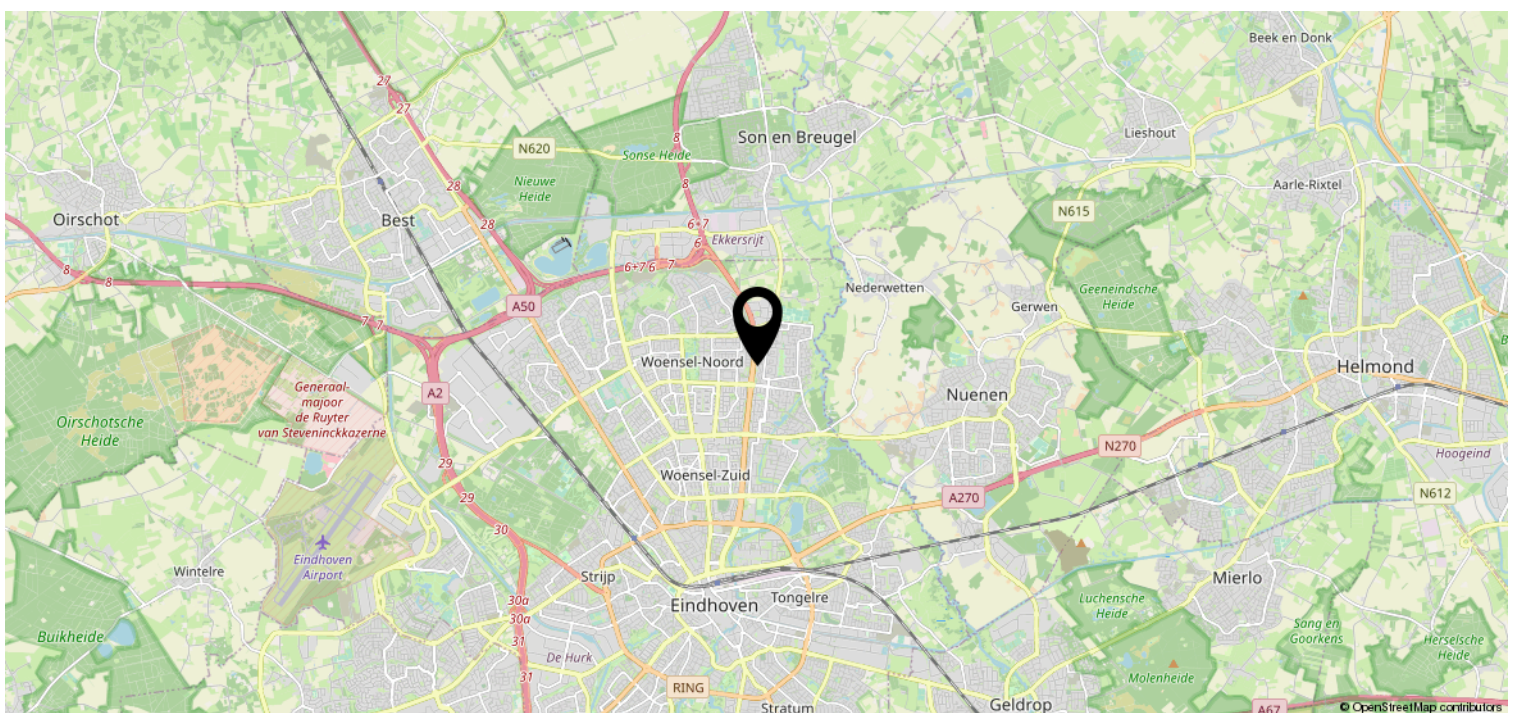 Beek en Donk
27
27
Lieshout
8
Son en Breugel
N620
Sonse Heide
Aarle-Rixtel
28
Nieuwe
Heide
8
N615
Oirschot
Best
28
6+7
6
Ekkersrijt
8
8
6+7
6
7
Nederwetten
Geeneindsche
Heide
Gerwen
A50
7
7
Woensel-Noord
Helmond
B
A2
Generaal-
majoor
de Ruyter
van Steveninckkazerne
Nuenen
Oirschotsche
Heide
N270
Hoogeind
29
Woensel-Zuid
29
A270
N612
30
Eindhoven
Airport
Wintelre
Strijp
Mierlo
Tongelre
30a
Eindhoven
30a
Luchensche
Heide
Buikheide
31
Sang en
Goorkens
Herselsche
Heide
De Hurk
31
RING
Molenheide
Stratum
Geldrop
A67
© OpenStreetMap contributors